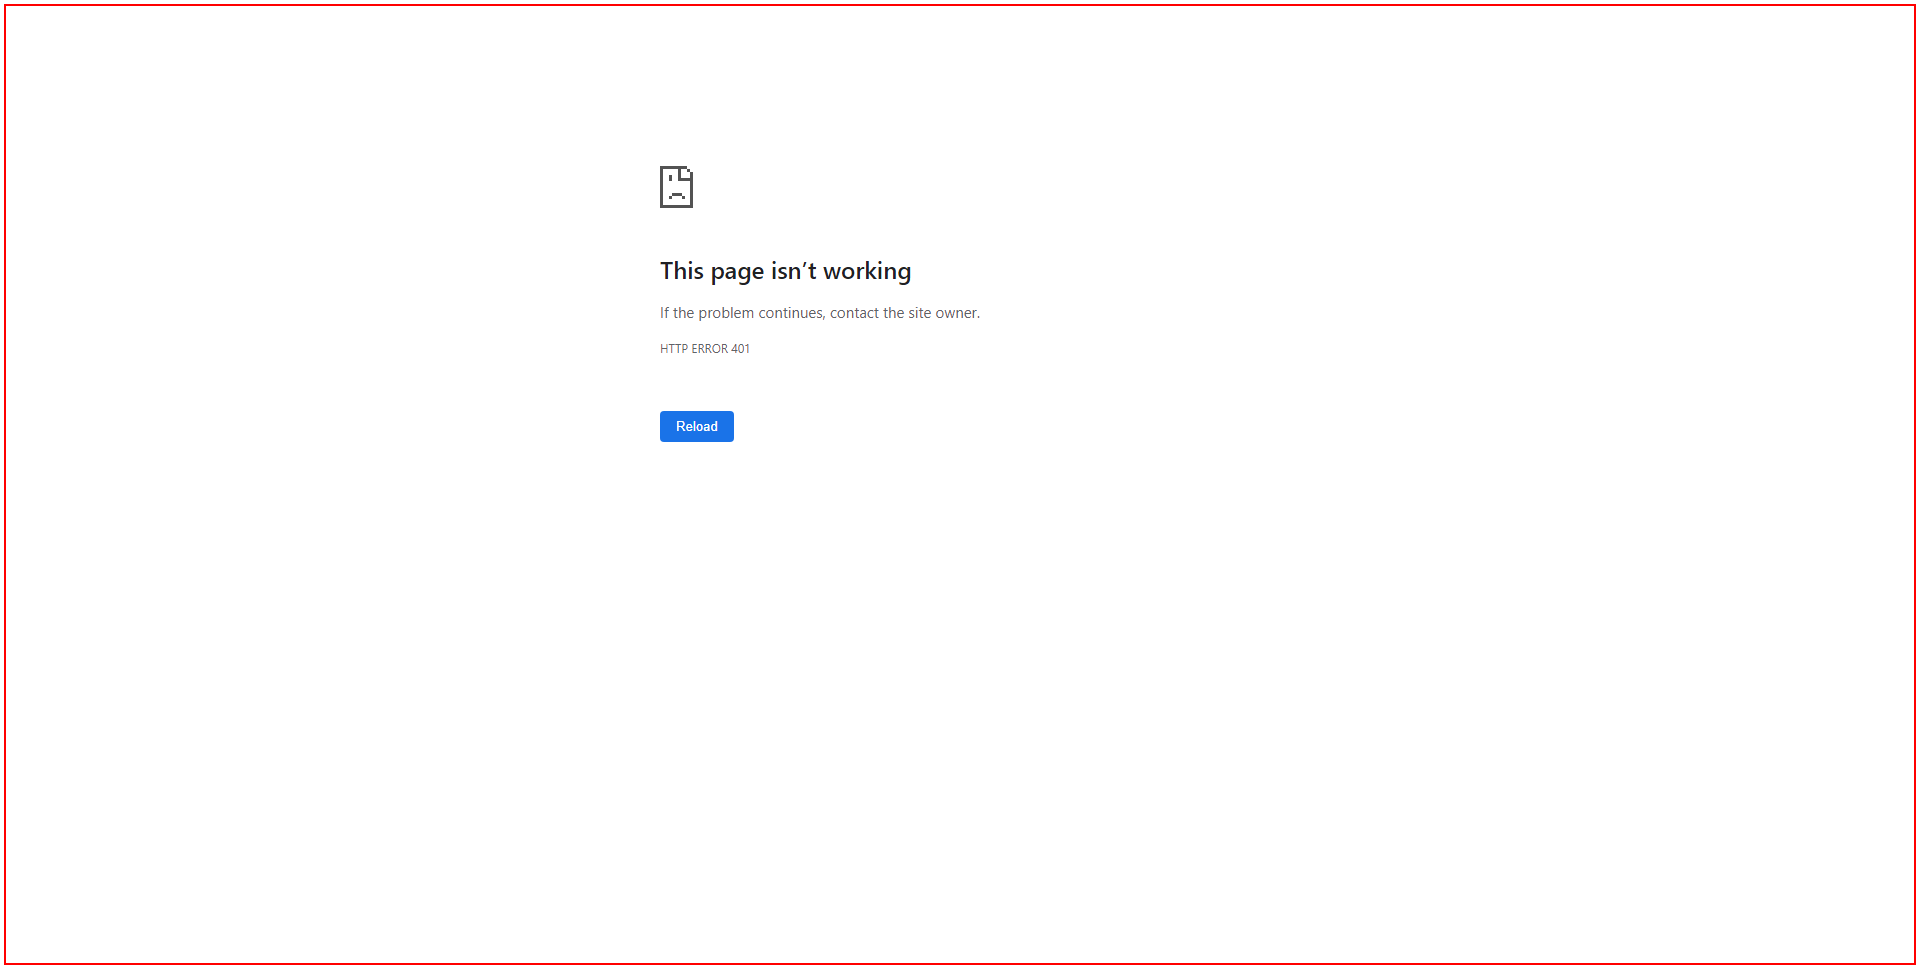 This page isn’t working
If the problem continues, contact the site owner.
HTTP ERROR 401
Reload